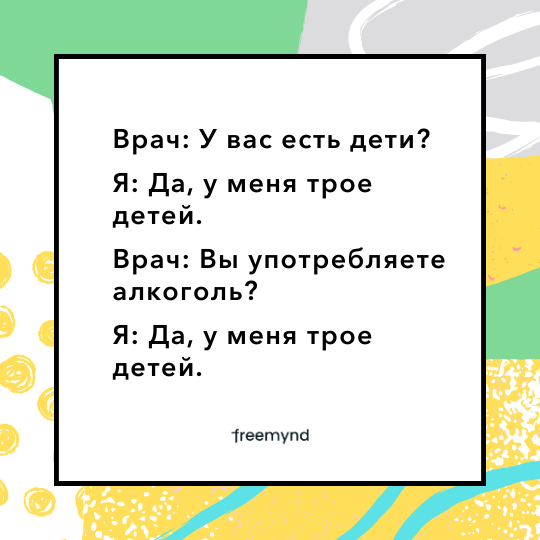 Врач: У вас есть дети?
Я: Да, у меня трое
детей.
Врач: Вы употребляете
алкоголь?
Я: Да, у меня трое
детей.
freemynd